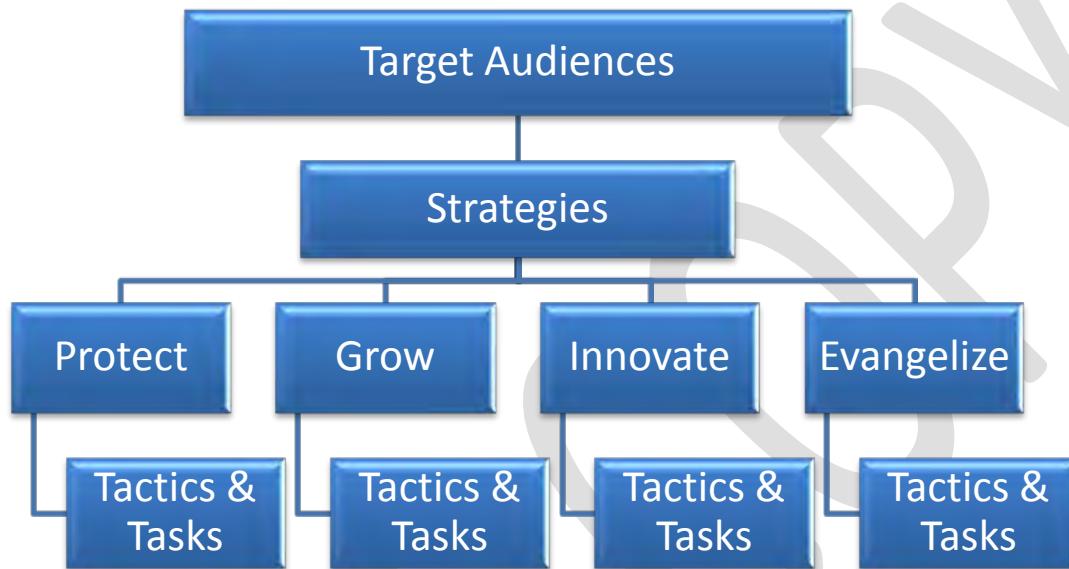 Target Audiences
Strategies
Protect
Grow
Innovate
Evangelize
Tactics &
Tasks
Tactics &
Tasks
Tactics &
Tasks
Tactics &
Tasks